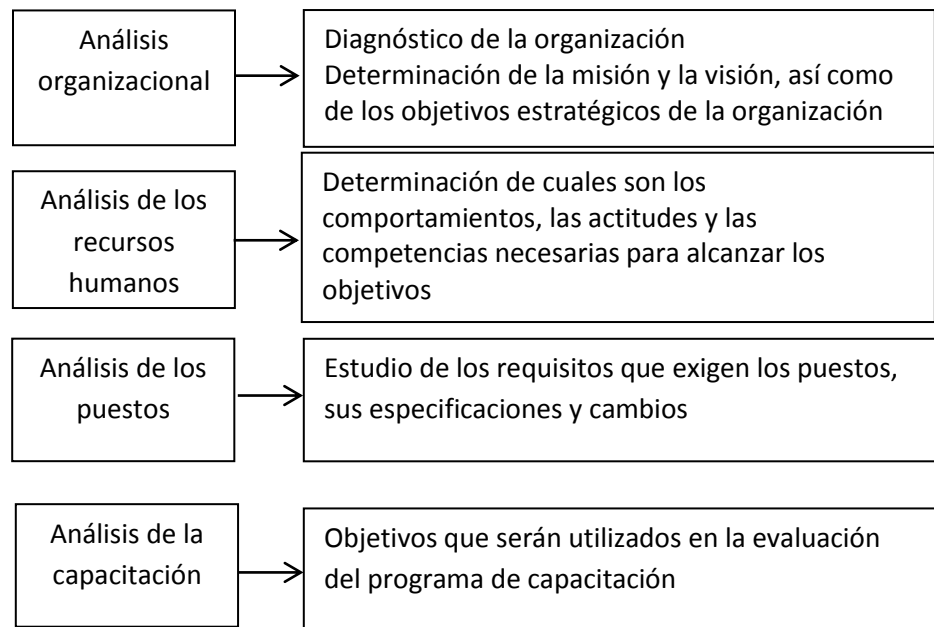 Análisis
organizacional
Diagnóstico de la organización
Determinación de la misión y la visión, así como
de los objetivos estratégicos de la organización
Análisis de los
recursos
humanos
Determinación de cuales son los
comportamientos, las actitudes y las
competencias necesarias para alcanzar los
objetivos
Análisis de los
puestos
Estudio de los requisitos que exigen los puestos,
sus especificaciones y cambios
Análisis de la
capacitación
Objetivos que serán utilizados en la evaluación
del programa de capacitación